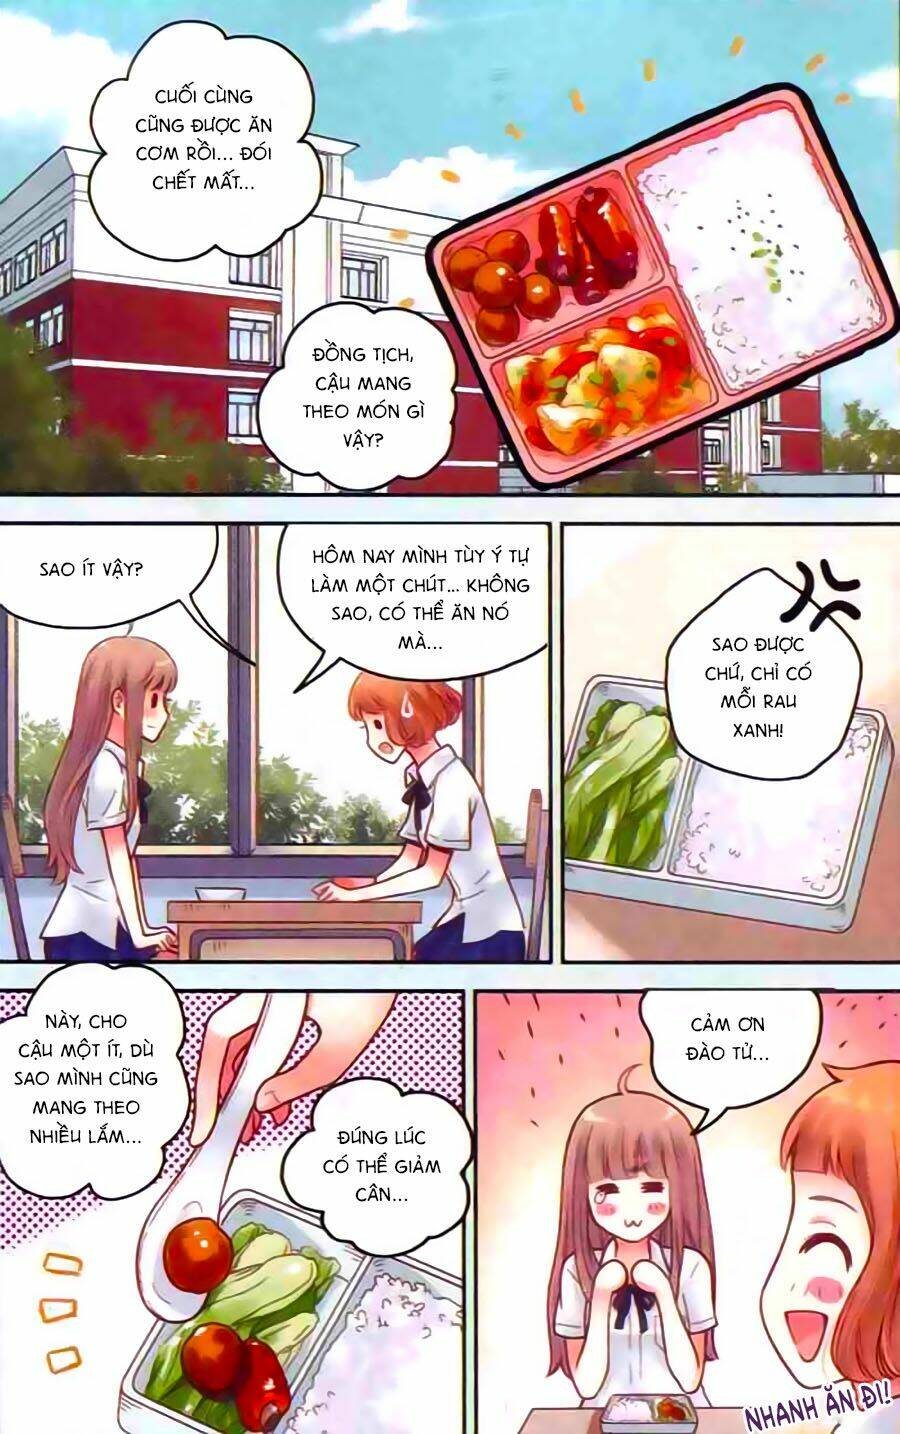 CUỐI CÙNG
CŨNG ĐƯỢC ĂN
CƠM RỒI... ĐÓI
CHẾT MẤT...
ĐỒNG TỊCH,
CẬU MANG
THEO MÓN GÌ
VẬY?
SAO ÍT VẬY?
HÔM NAY MÌNH TÙY Ý TỰ
LÀM MỘT CHÚT... KHÔNG
SAO, CÓ THỂ ĂN NÓ
MÀ...
SAO ĐƯỢC
CHỨ, CHỈ CÓ
MỖI RAU
XANH!
NÀY, CHO
CẬU MỘT ÍT, DÙ
SAO MÌNH CŨNG
MANG THEO
NHIỀU LẮM...
ĐÚNG LÚC
CÓ THỂ GIẢM
CÂN...
CẢM ƠN
ĐÀO TỬ...
NHANH ĂN ĐI!